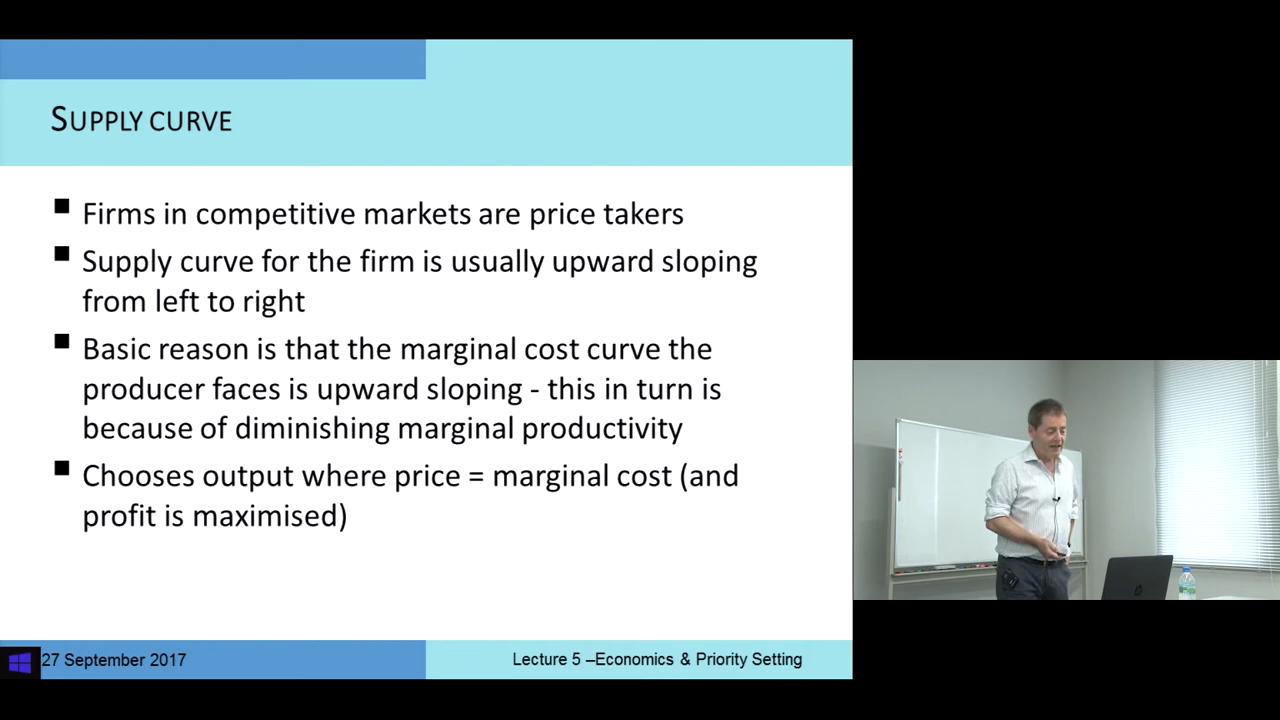 SUPPLY CURVE
▪ Firms in competitive markets are price takers
▪ Supply curve for the firm is usually upward sloping
from left to right
▪ Basic reason is that the marginal cost curve the
producer faces is upward sloping - this in turn is
because of diminishing marginal productivity
▪ Chooses output where price = marginal cost (and
profit is maximised)
27 September 2017
Lecture 5 –Economics & Priority Setting